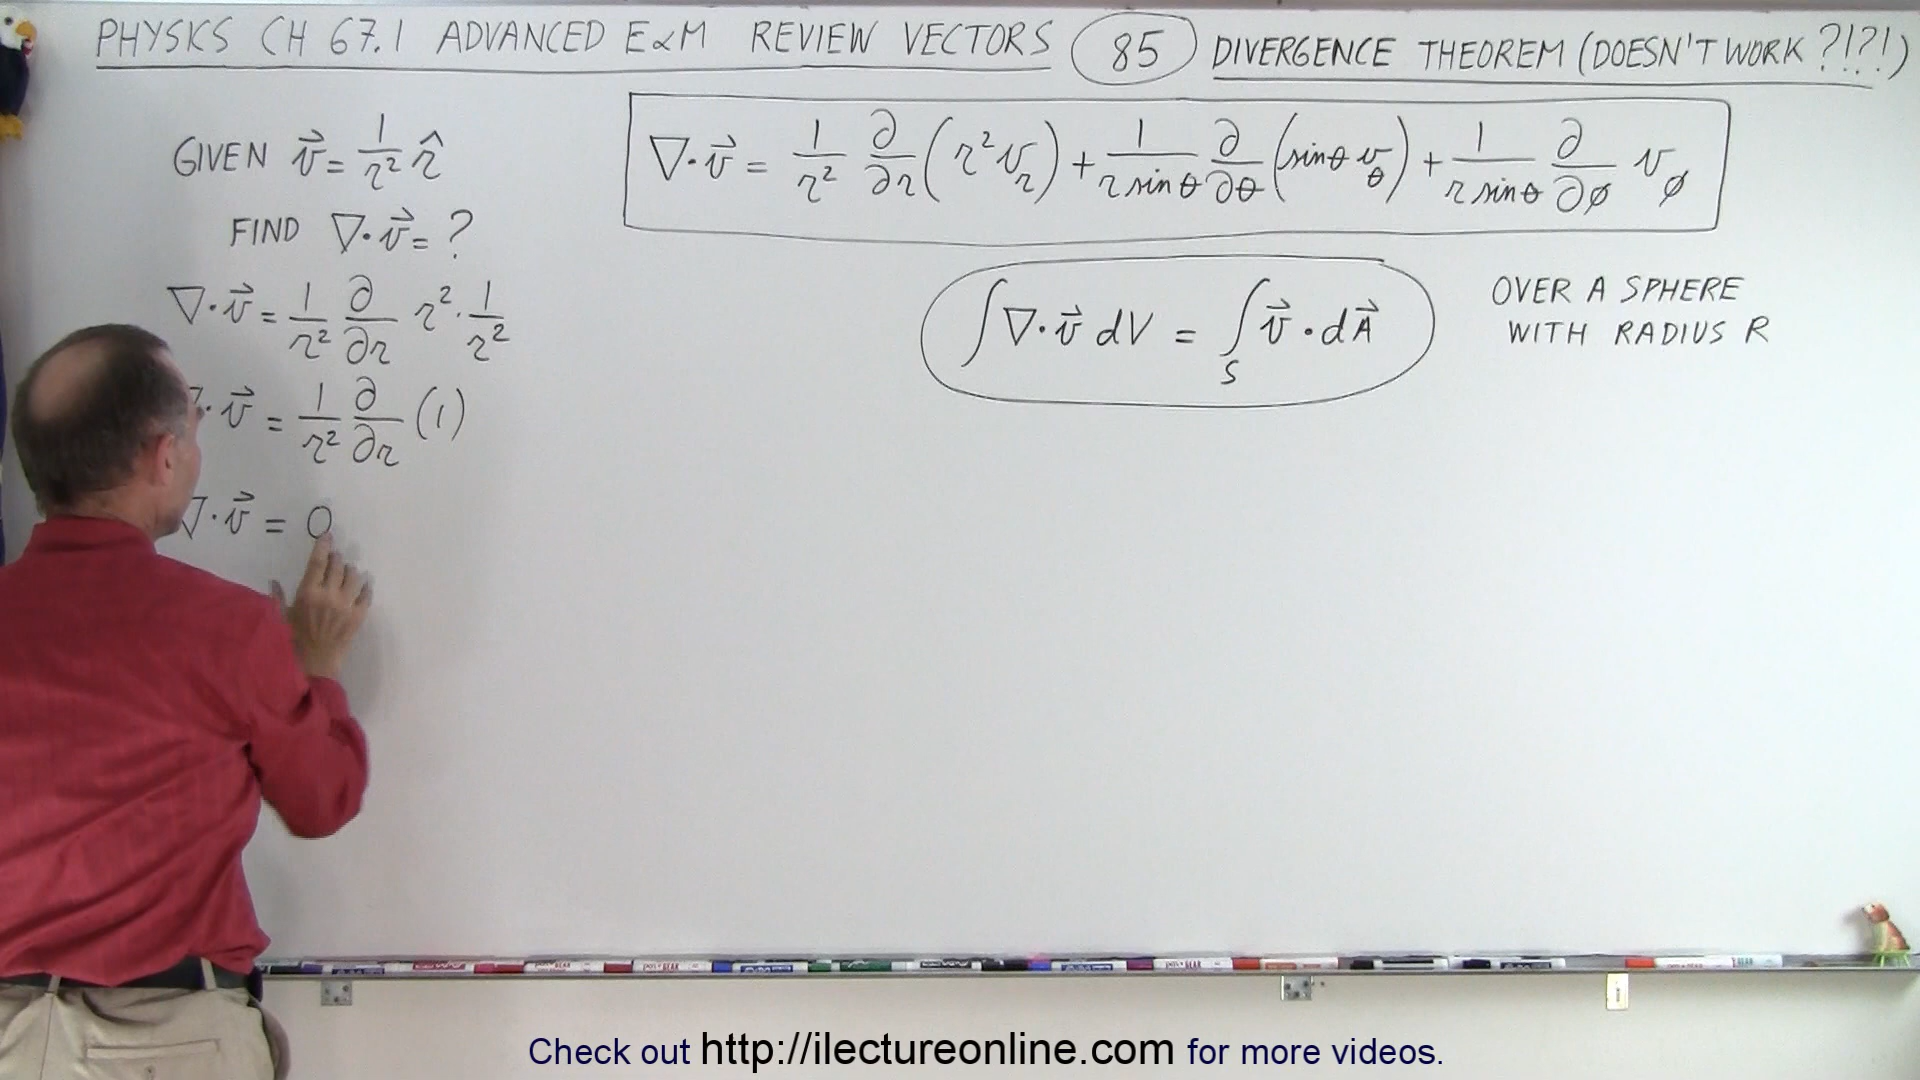 PHYSICS CH 67.1 ADVANCED E&M REVIEW VECTORS 85 DIVERGENCE THEOREM (DOESN'T WORK ?!?!)
GIVEN v⃗ = 1/r² r̂
FIND ∇·v⃗ = ?
∇·v⃗ = 1/r² ∂/∂r r²·1/r²
∇·v⃗ = 1/r² ∂/∂r (1)
∇·v⃗ = 0
∇·v⃗ = 1/r² ∂/∂r (r² v_r) + 1/(r sinθ) ∂/∂θ (sinθ v_θ) + 1/(r sinθ) ∂/∂φ v_φ
∫∇·v⃗ dV = ∫_S v⃗·dA⃗
OVER A SPHERE
WITH RADIUS R
Check out http://ilectureonline.com for more videos.